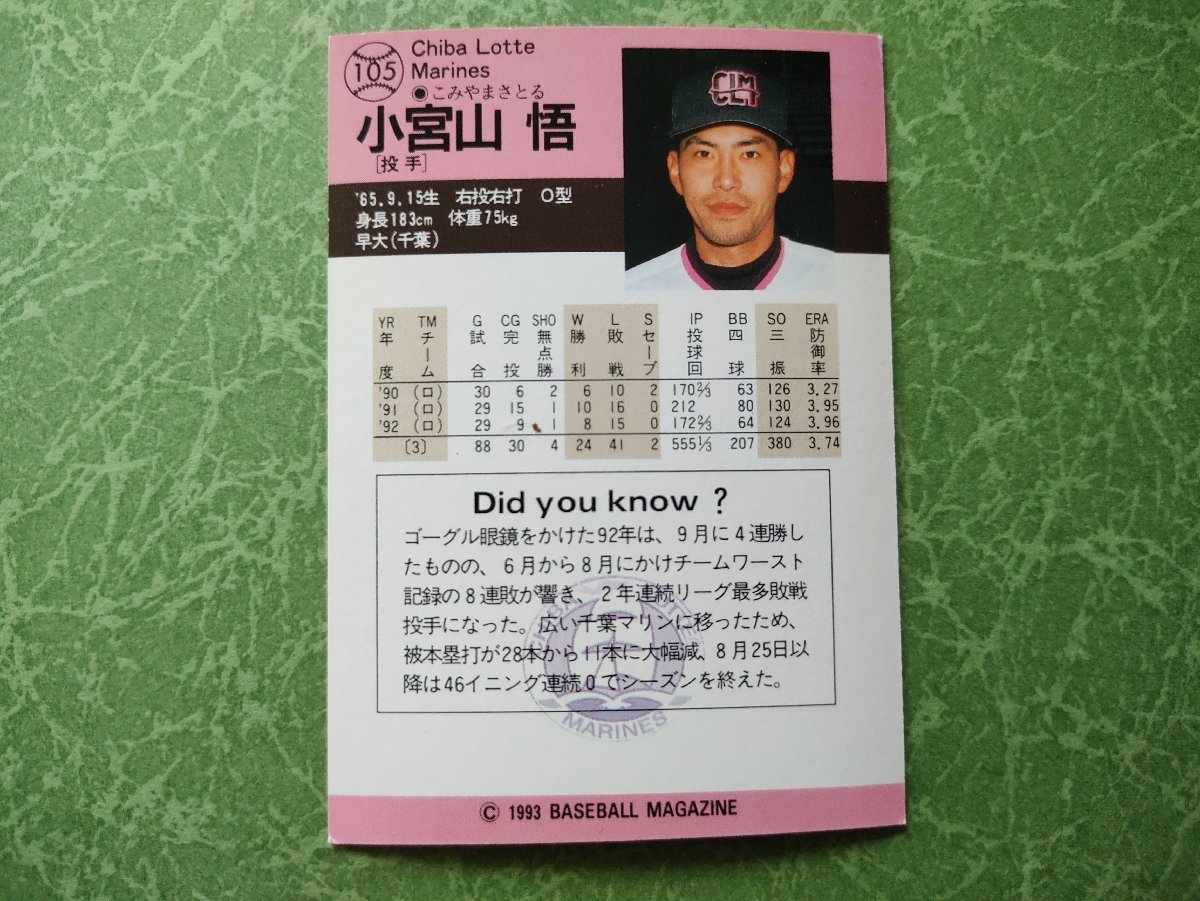 105
Chiba Lotte
Marines
●こみやまさとる
小宮山 悟
[投手]
CLM
'65.9.15生 右投右打 O型
身長183cm 体重75kg
早大(千葉)
YR TM G CG SHO W L S IP BB SO ERA
年度 チーム 試合 完投 無点勝 勝利 敗戦 セーブ 投球回 四球 三振 防御率
'90 (ロ) 30 6 2 6 10 2 170⅔ 63 126 3.27
'91 (ロ) 29 15 1 10 16 0 212 80 130 3.95
'92 (ロ) 29 9 1 8 15 0 172⅔ 64 124 3.96
〔3〕 88 30 4 24 41 2 555⅓ 207 380 3.74
Did you know ?
ゴーグル眼鏡をかけた92年は、9月に4連勝し
たものの、6月から8月にかけチームワースト
記録の8連敗が響き、2年連続リーグ最多敗戦
投手になった。広い千葉マリンに移ったため、
被本塁打が28本から11本に大幅減、8月25日以
降は46イニング連続0でシーズンを終えた。
CHIBA LOTTE
MARINES
© 1993 BASEBALL MAGAZINE